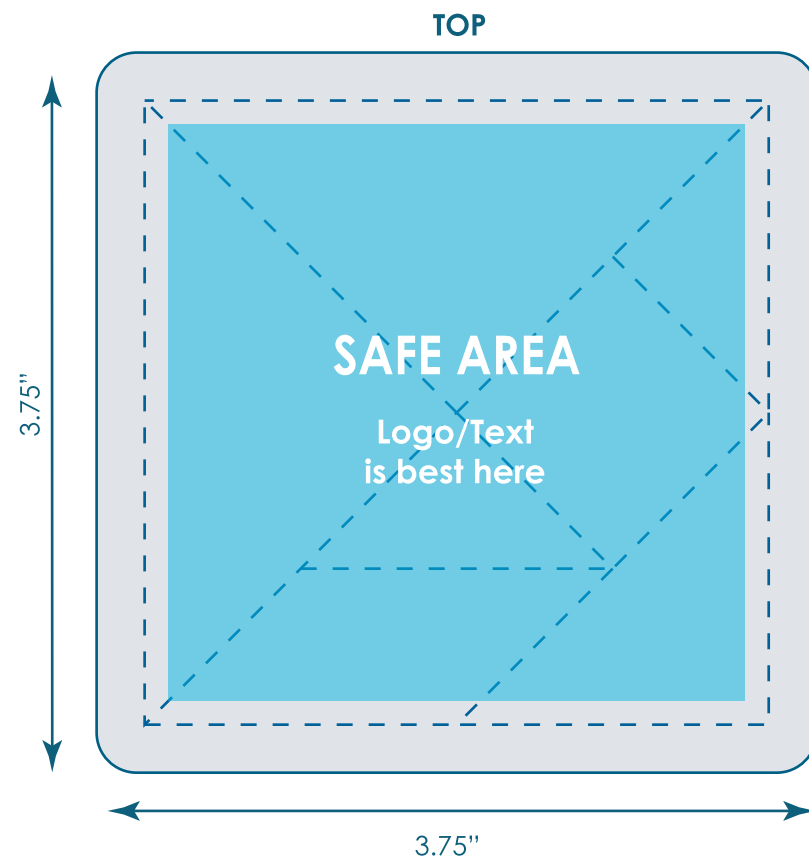 TOP
3.75”
SAFE AREA
Logo/Text
is best here
3.75”